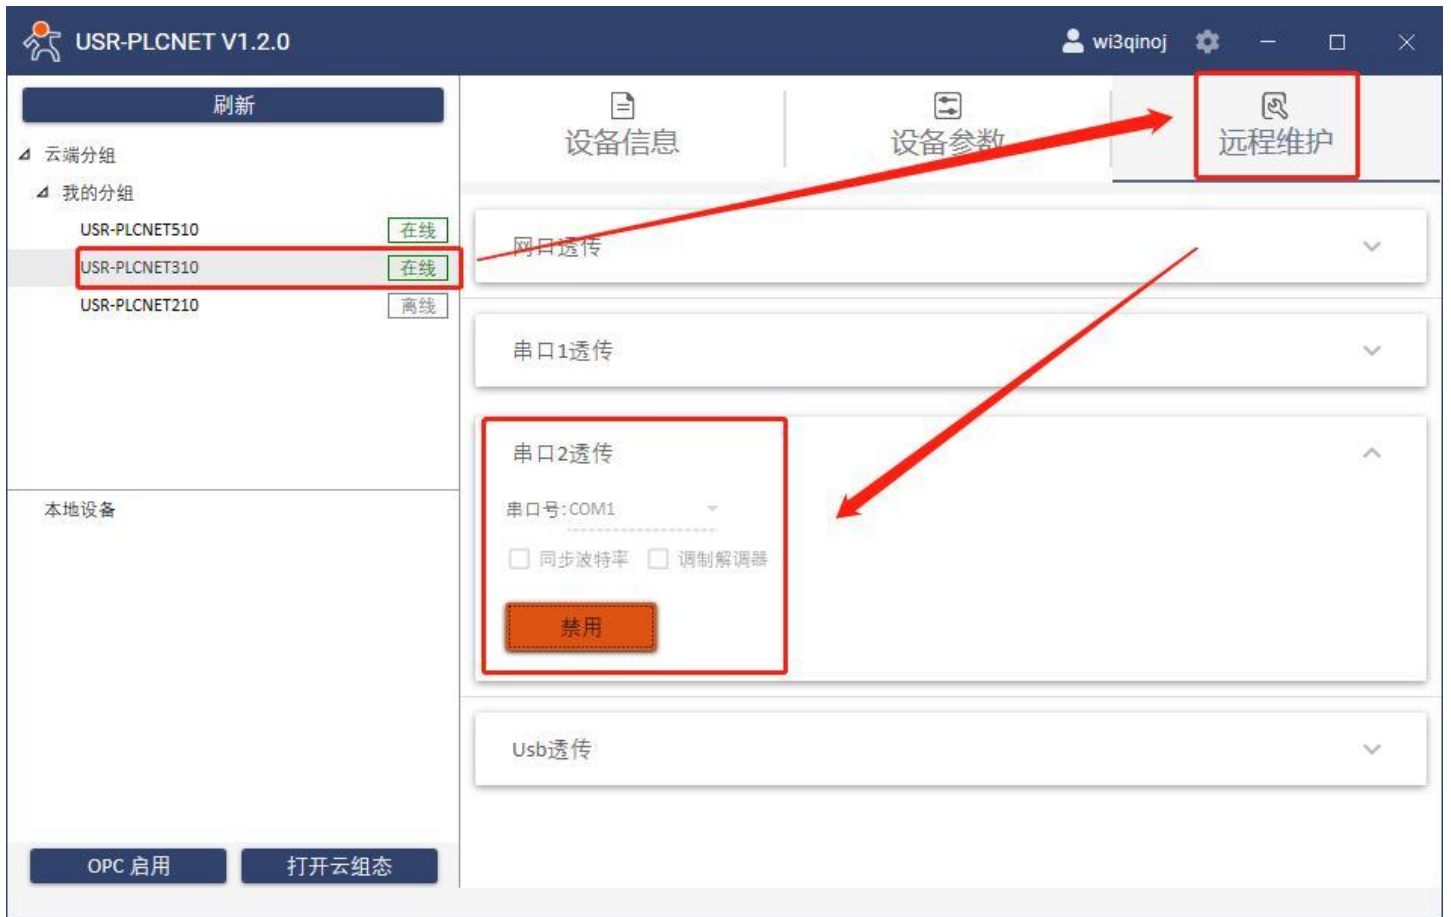 USR-PLCNET V1.2.0
wi3qinoj
刷新
云端分组
我的分组
USR-PLCNET510 在线
USR-PLCNET310 在线
USR-PLCNET210 离线
本地设备
OPC 启用
打开云组态
设备信息
设备参数
远程维护
网口透传
串口1透传
串口2透传
串口号:COM1
同步波特率 调制解调器
禁用
Usb透传